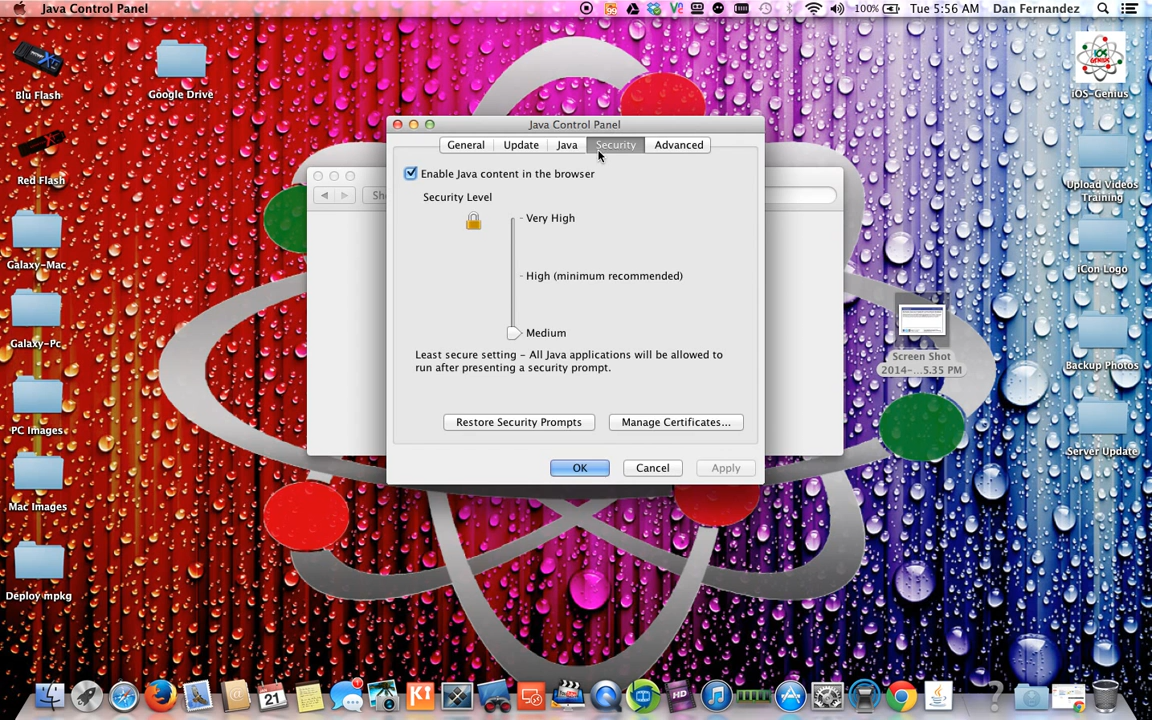 Java Control Panel
100%
Tue 5:56 AM
Dan Fernandez
Blu Flash
Google Drive
iOS-Genius
Red Flash
Galaxy-Mac
Galaxy-Pc
PC Images
Mac Images
Deploy mpkg
Java Control Panel
General
Update
Java
Security
Advanced
Sh
Enable Java content in the browser
Security Level
Very High
High (minimum recommended)
Medium
Least secure setting - All Java applications will be allowed to
run after presenting a security prompt.
Restore Security Prompts
Manage Certificates...
OK
Cancel
Apply
Upload Videos
Training
iCon Logo
Screen Shot
2014-...5.35 PM
Backup Photos
Server Update
21
HD